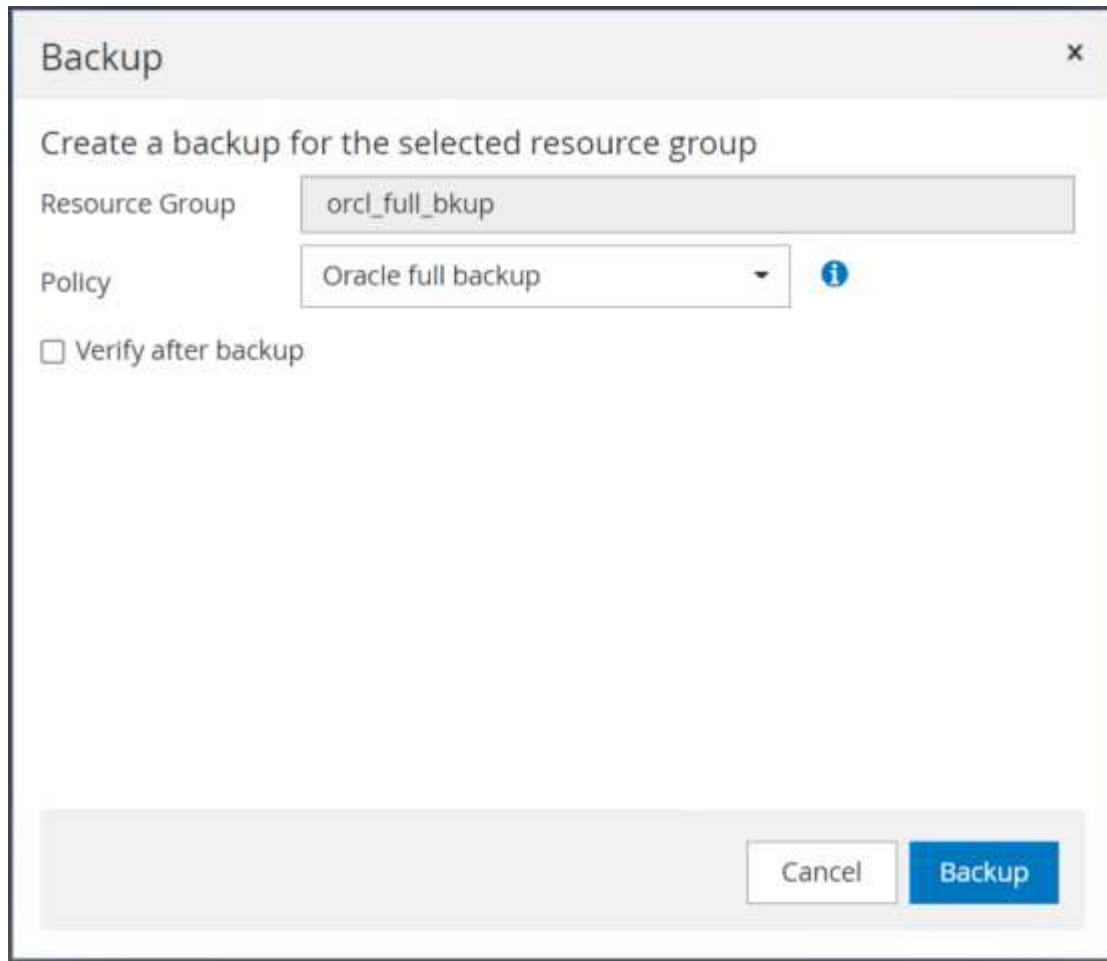 Backup
Create a backup for the selected resource group
Resource Group orcl_full_bkup
Policy Oracle full backup
Verify after backup
Cancel Backup